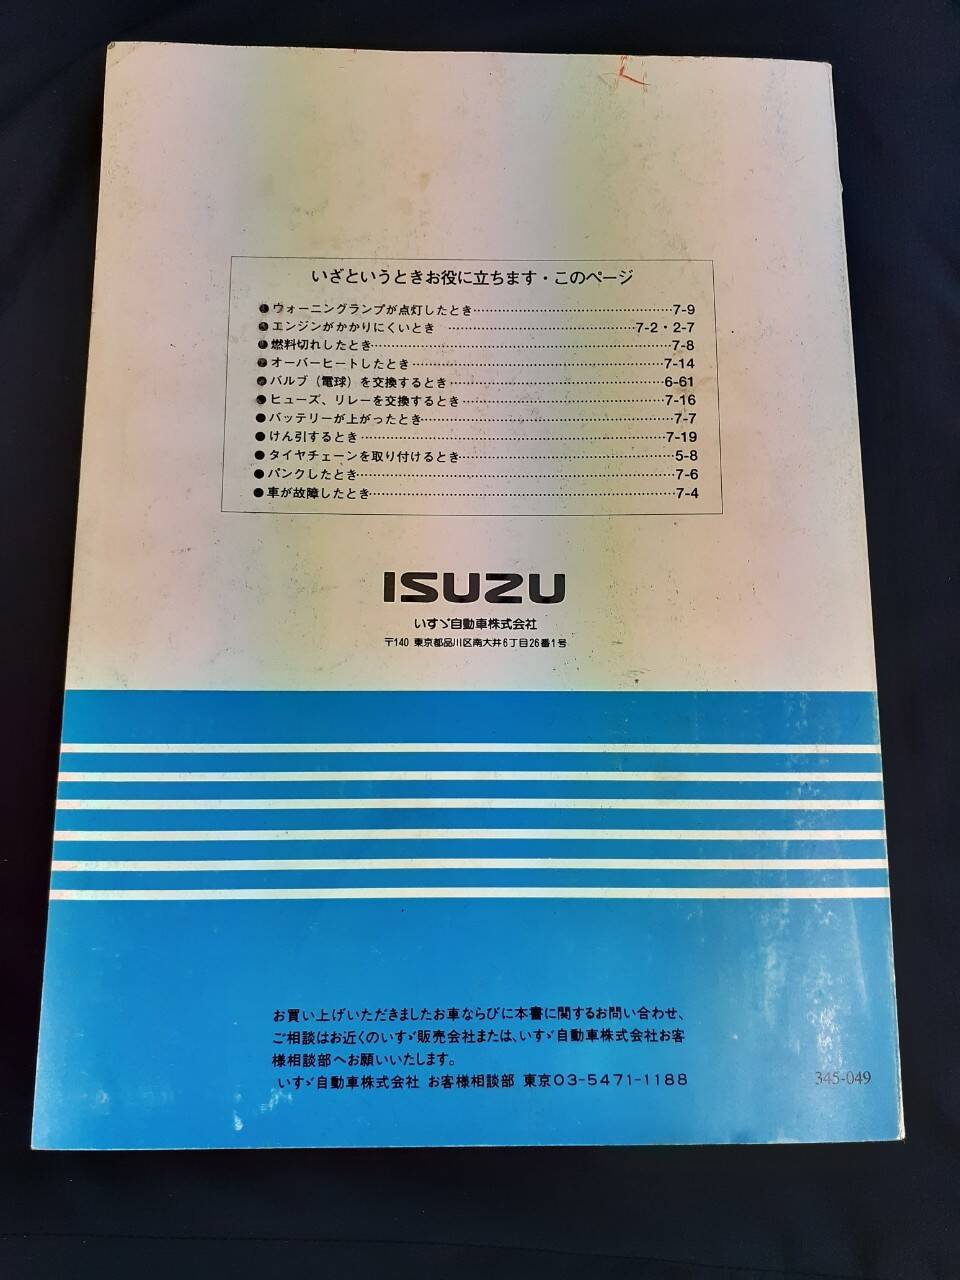 いざというときお役に立ちます・このページ
●ウォーニングランプが点灯したとき……………………………7-9
●エンジンがかかりにくいとき ……………………………7-2・2-7
●燃料切れしたとき……………………………7-8
●オーバーヒートしたとき……………………………7-14
●バルブ（電球）を交換するとき……………………………6-61
●ヒューズ、リレーを交換するとき……………………………7-16
●バッテリーが上がったとき……………………………7-7
●けん引するとき……………………………7-19
●タイヤチェーンを取り付けるとき……………………………5-8
●パンクしたとき……………………………7-6
●車が故障したとき……………………………7-4
ISUZU
いすゞ自動車株式会社
〒140 東京都品川区南大井6丁目26番1号
お買い上げいただきましたお車ならびに本書に関するお問い合わせ、
ご相談はお近くのいすゞ販売会社または、いすゞ自動車株式会社お客
様相談部へお願いいたします。
いすゞ自動車株式会社 お客様相談部 東京03-5471-1188
345-049